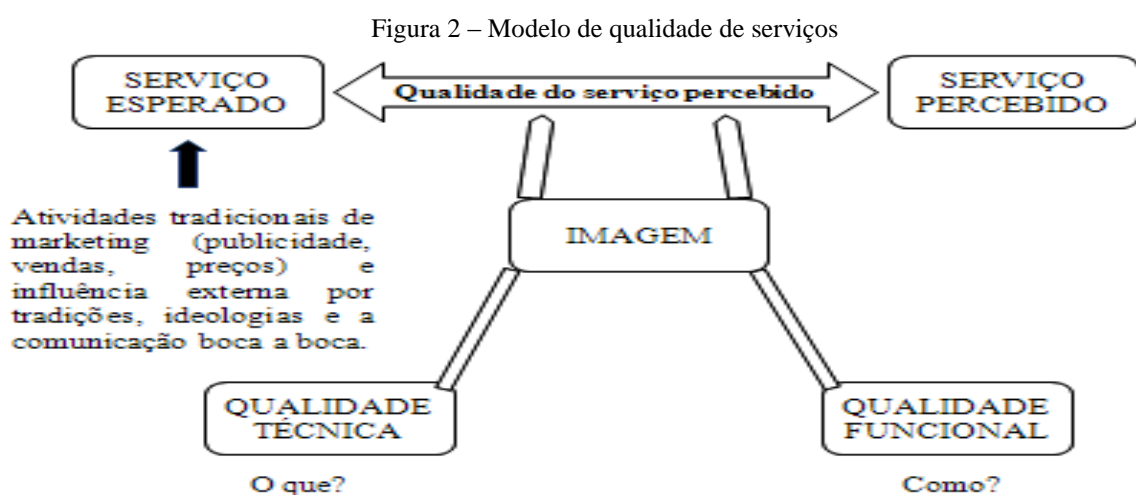 Figura 2 – Modelo de qualidade de serviços
SERVIÇO
ESPERADO
Qualidade do serviço percebido
SERVIÇO
PERCEBIDO
Atividades tradicionais de
marketing (publicidade,
vendas, preços) e
influência externa por
tradições, ideologias e a
comunicação boca a boca.
IMAGEM
QUALIDADE
TÉCNICA
QUALIDADE
FUNCIONAL
O que?
Como?